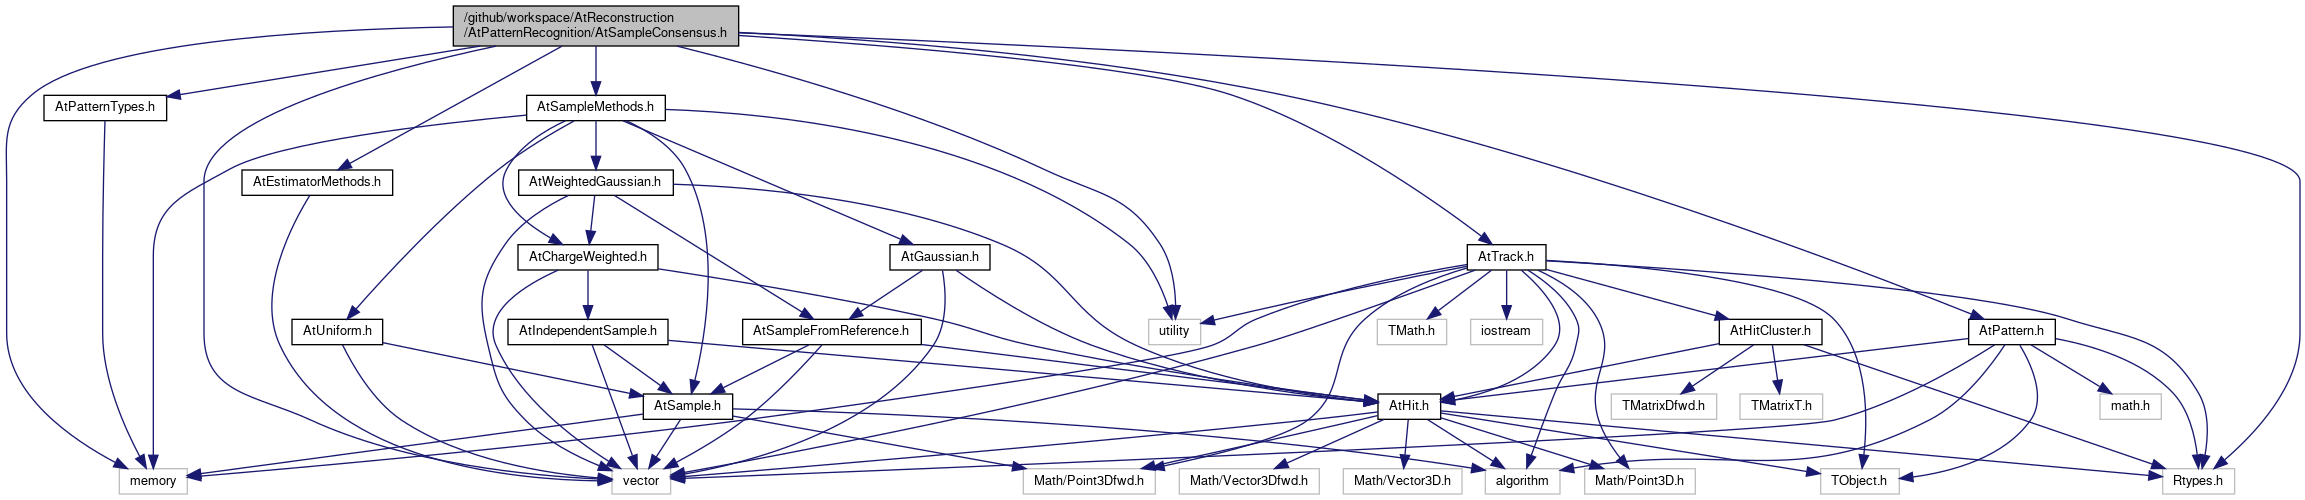 /github/workspace/AtReconstruction
/AtPatternRecognition/AtSampleConsensus.h
AtPatternTypes.h
AtSampleMethods.h
AtEstimatorMethods.h
AtWeightedGaussian.h
AtChargeWeighted.h
AtGaussian.h
AtTrack.h
AtUniform.h
AtIndependentSample.h
AtSampleFromReference.h
utility
TMath.h
iostream
AtHitCluster.h
AtPattern.h
AtSample.h
AtHit.h
TMatrixDfwd.h
TMatrixT.h
math.h
memory
vector
Math/Point3Dfwd.h
Math/Vector3Dfwd.h
Math/Vector3D.h
algorithm
Math/Point3D.h
TObject.h
Rtypes.h